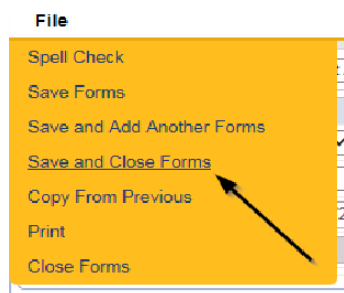 File
Spell Check
Save Forms
Save and Add Another Forms
Save and Close Forms
Copy From Previous
Print
Close Forms